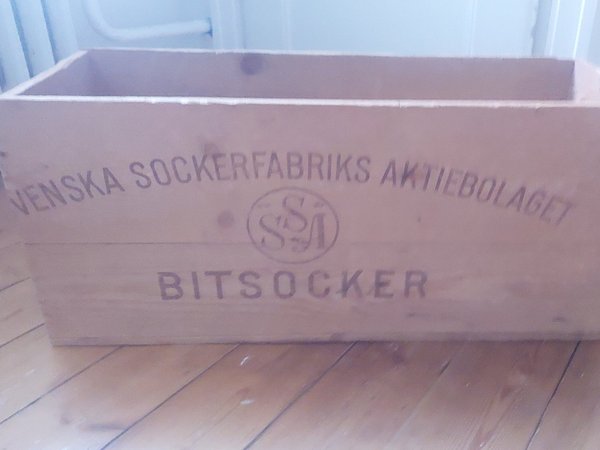 VENSKA SOCKERFABRIKS AKTIEBOLAGET
SSA
BITSOCKER